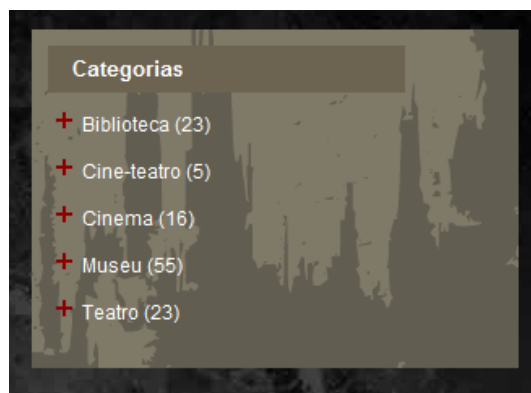 Categorias
+ Biblioteca (23)
+ Cine-teatro (5)
+ Cinema (16)
+ Museu (55)
+ Teatro (23)